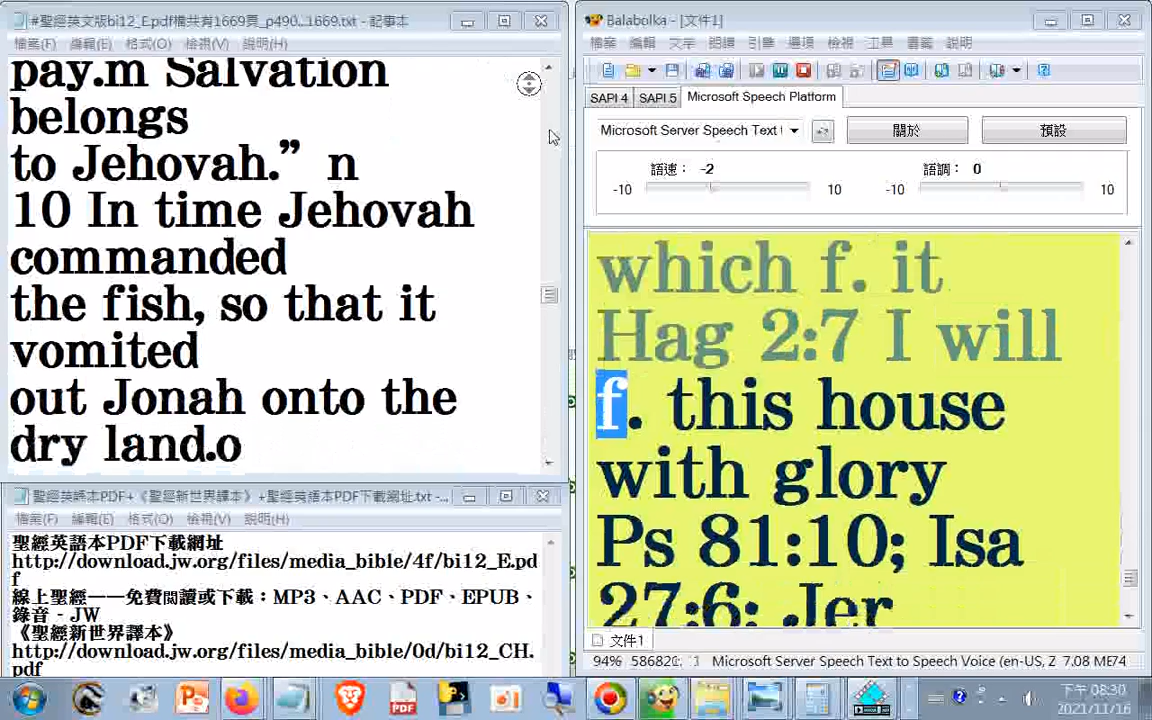 #聖經英文版bi12_E.pdf檔共有1669頁_p490...1669.txt - 記事本
檔案(F) 編輯(E) 格式(O) 檢視(V) 說明(H)
pay.m Salvation
belongs
to Jehovah.” n
10 In time Jehovah
commanded
the fish, so that it
vomited
out Jonah onto the
dry land.o
聖經英語本PDF+《聖經新世界譯本》+聖經英語本PDF下載網址.txt - ...
檔案(F) 編輯(E) 格式(O) 檢視(V) 說明(H)
聖經英語本PDF下載網址
http://download.jw.org/files/media_bible/4f/bi12_E.pd
f
線上聖經——免費閱讀或下載：MP3、AAC、PDF、EPUB、
錄音 - JW
《聖經新世界譯本》
http://download.jw.org/files/media_bible/0d/bi12_CH.
pdf
Balabolka - [文件1]
檔案 編輯 文字 朗讀 引擎 選項 檢視 工具 書籤 說明
SAPI 4 SAPI 5 Microsoft Speech Platform
Microsoft Server Speech Text t 關於 預設
語速： -2 語調： 0
-10 10 -10 10
which f. it
Hag 2:7 I will
f. this house
with glory
Ps 81:10; Isa
27:6; Jer
文件1
94% 586820: 1 Microsoft Server Speech Text to Speech Voice (en-US, Z 7.08 ME74
下午 08:30
2021/11/16